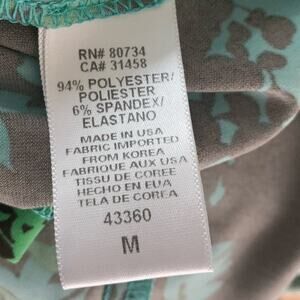 RN# 80734
CA# 31458
94% POLYESTER/
POLIESTER
6% SPANDEX/
ELASTANO
MADE IN USA
FABRIC IMPORTED
FROM KOREA
FABRIQUE AUX USA
TISSU DE COREE
HECHO EN EUA
TELA DE COREA
43360
M